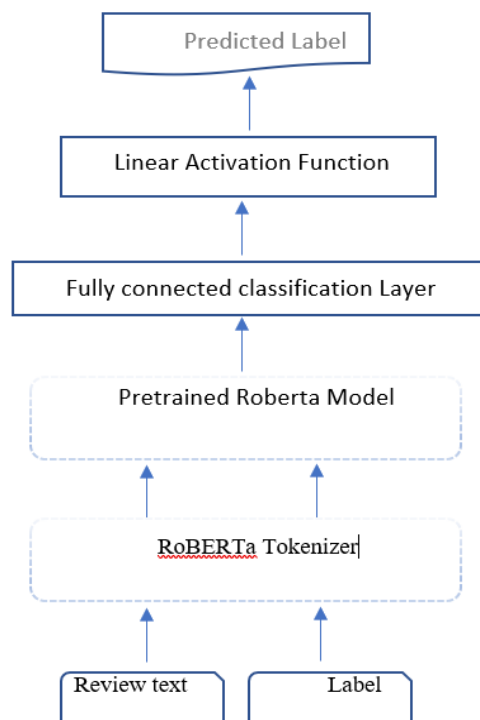 Predicted Label
Linear Activation Function
Fully connected classification Layer
Pretrained Roberta Model
RoBERTa Tokenizer
Review text
Label